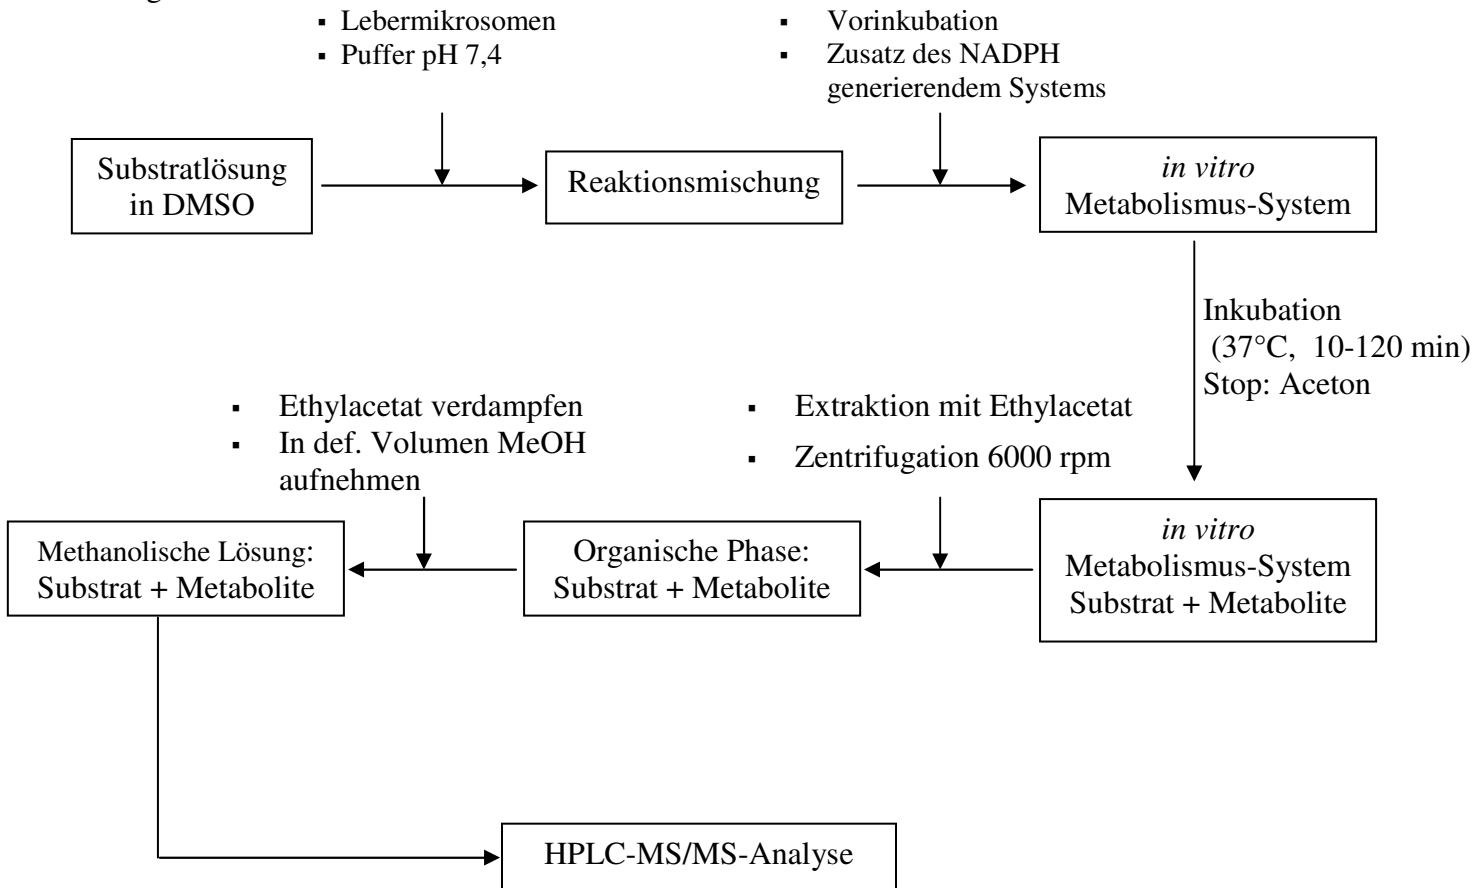 ▪ Lebermikrosomen
▪ Puffer pH 7,4
▪ Vorinkubation
▪ Zusatz des NADPH
generierendem Systems
Substratlösung
in DMSO
Reaktionsmischung
in vitro
Metabolismus-System
Inkubation
(37°C, 10-120 min)
Stop: Aceton
▪ Ethylacetat verdampfen
▪ In def. Volumen MeOH
aufnehmen
▪ Extraktion mit Ethylacetat
▪ Zentrifugation 6000 rpm
Methanolische Lösung:
Substrat + Metabolite
Organische Phase:
Substrat + Metabolite
in vitro
Metabolismus-System
Substrat + Metabolite
HPLC-MS/MS-Analyse